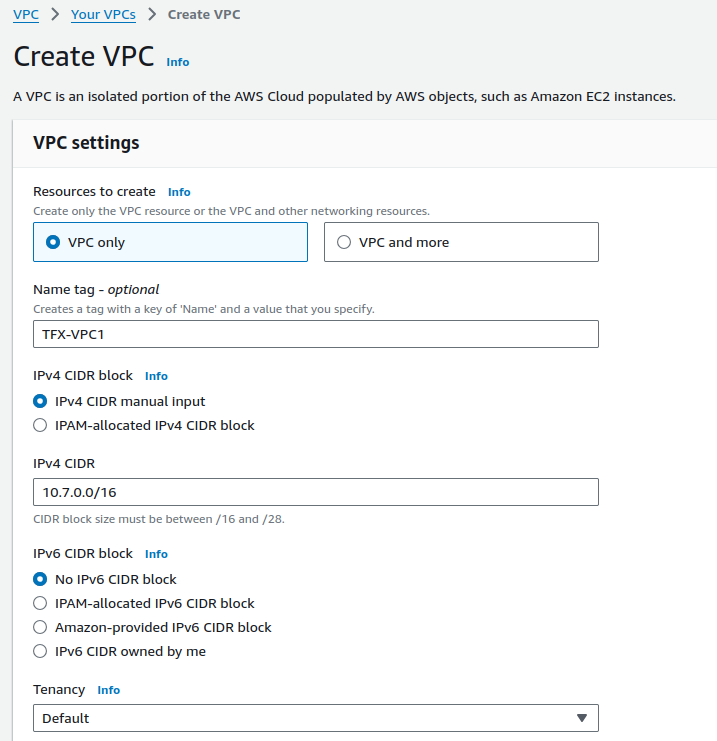 VPC > Your VPCs > Create VPC
Create VPC Info
A VPC is an isolated portion of the AWS Cloud populated by AWS objects, such as Amazon EC2 instances.
VPC settings
Resources to create Info
Create only the VPC resource or the VPC and other networking resources.
VPC only
VPC and more
Name tag - optional
Creates a tag with a key of 'Name' and a value that you specify.
TFX-VPC1
IPv4 CIDR block Info
IPv4 CIDR manual input
IPAM-allocated IPv4 CIDR block
IPv4 CIDR
10.7.0.0/16
CIDR block size must be between /16 and /28.
IPv6 CIDR block Info
No IPv6 CIDR block
IPAM-allocated IPv6 CIDR block
Amazon-provided IPv6 CIDR block
IPv6 CIDR owned by me
Tenancy Info
Default